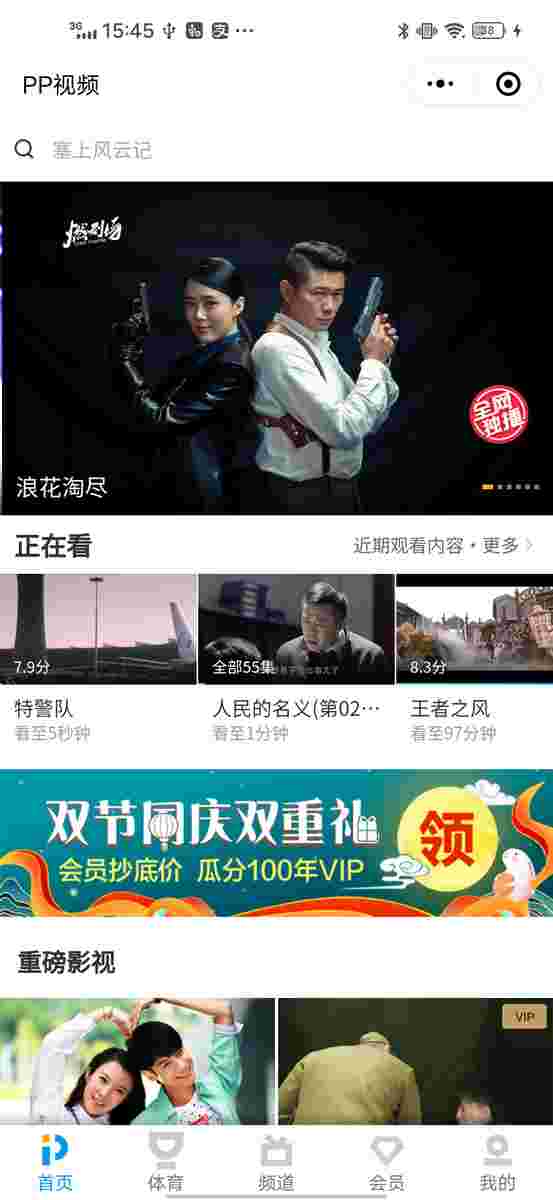 3G 15:45
PP视频
塞上风云记
燃剧场
全网
独播
浪花淘尽
正在看
近期观看内容·更多
7.9分
全部55集
8.3分
特警队
人民的名义(第02…
王者之风
看至5秒钟
看至1分钟
看至97分钟
双节同庆双重礼
领
会员抄底价 瓜分100年VIP
重磅影视
VIP
首页
体育
频道
会员
我的